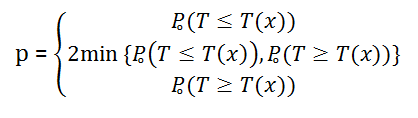 P₀(T ≤ T(x))
p = { 2min {P₀(T ≤ T(x)), P₀(T ≥ T(x))}
P₀(T ≥ T(x))